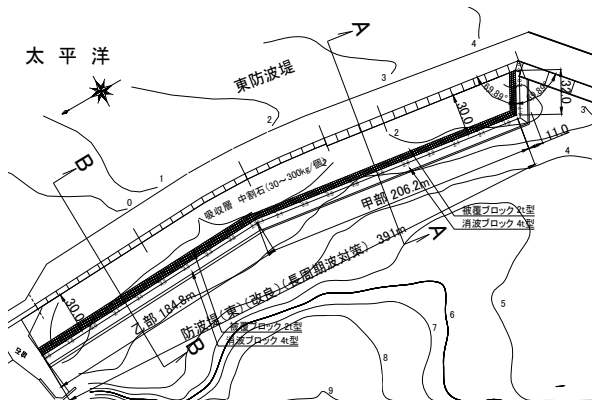 太平洋
東防波堤
A
4
3
2
1
0
B
30.0
69.89°
37.0
3
2
11.0
4
吸収層 中割石(30～300kg/個)
甲部 206.2m
被覆ブロック 2t型
消波ブロック 4t型
A
防波堤(東)(改良)(長周期波対策) 391m
乙部 184.8m
30.0
被覆ブロック 2t型
消波ブロック 4t型
B
5
6
7
8
9